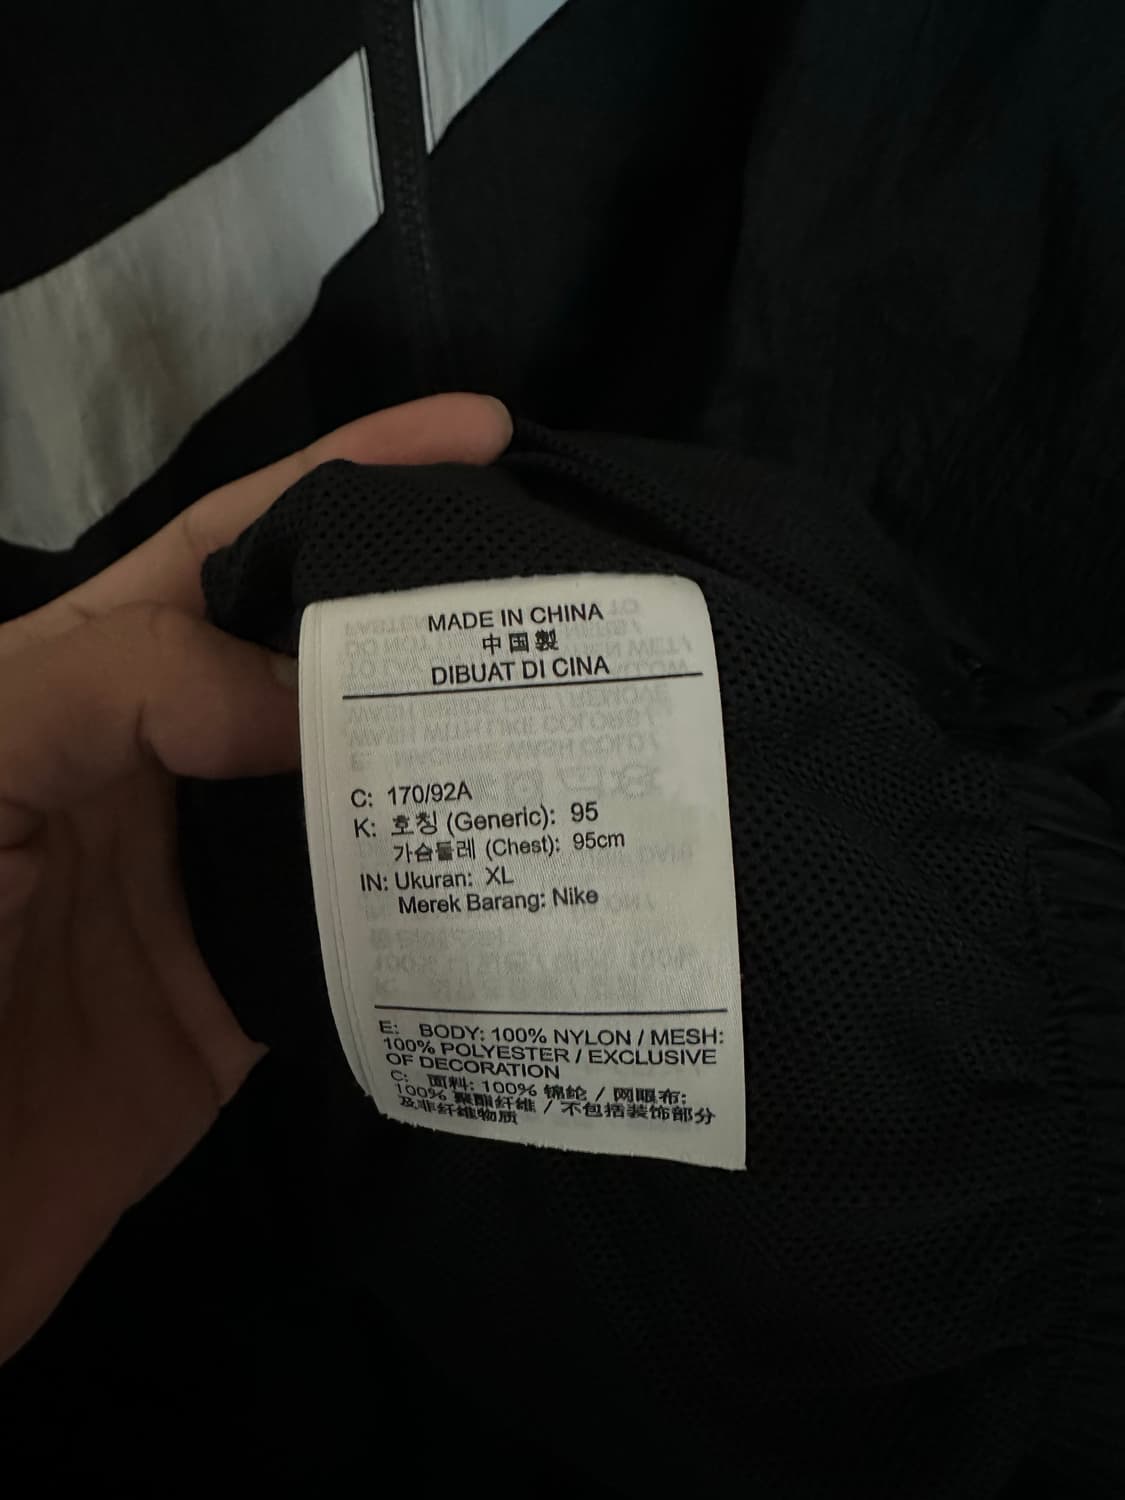 MADE IN CHINA
中国製
DIBUAT DI CINA
C: 170/92A
K: 호칭 (Generic): 95
가슴둘레 (Chest): 95cm
IN: Ukuran: XL
Merek Barang: Nike
E: BODY: 100% NYLON / MESH:
100% POLYESTER / EXCLUSIVE
OF DECORATION
C: 面料: 100% 锦纶 / 网眼布:
100% 聚酯纤维 / 不包括装饰部分
及非纤维物质